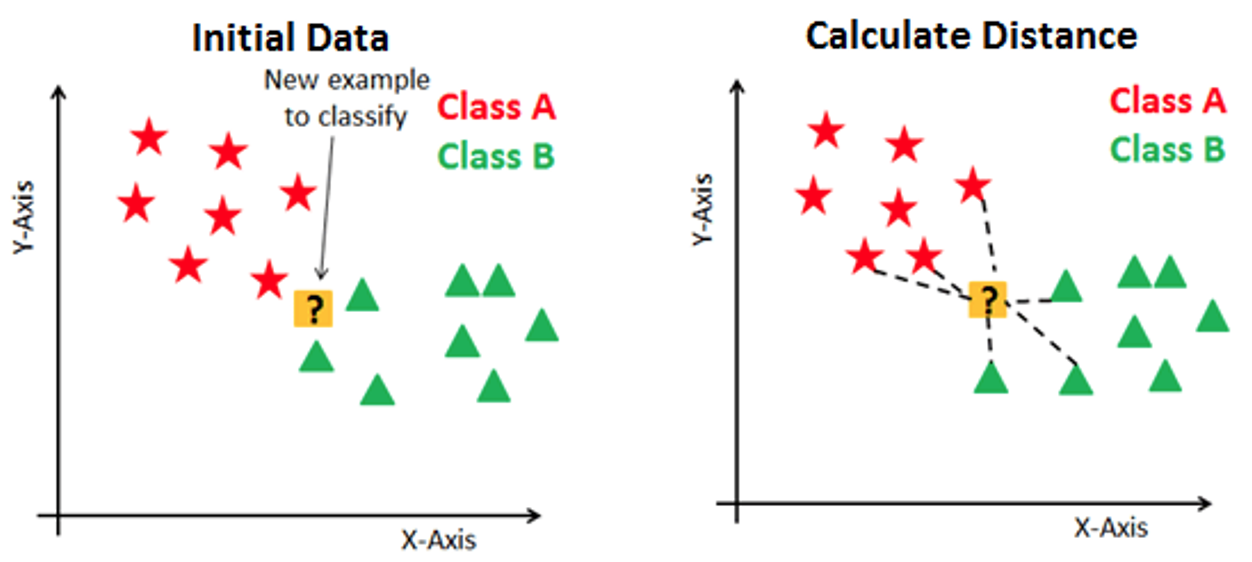 Initial Data
New example
to classify
Class A
Class B
Y-Axis
?
X-Axis
Calculate Distance
Class A
Class B
Y-Axis
?
X-Axis